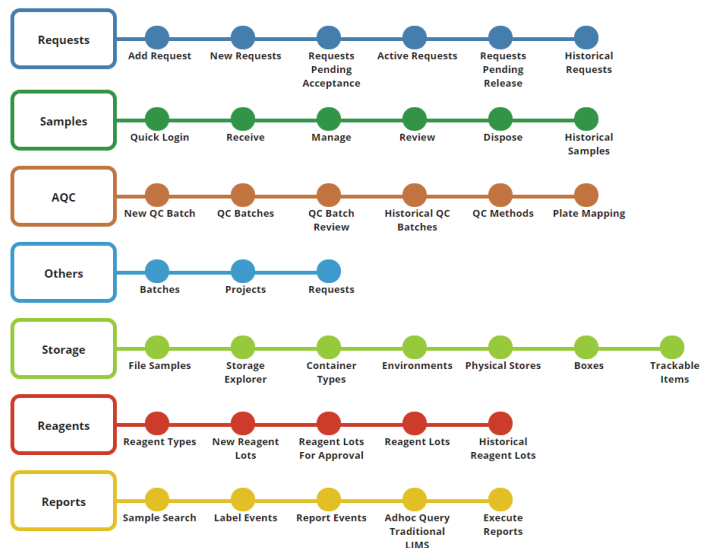 Requests
Add Request
New Requests
Requests
Pending
Acceptance
Active Requests
Requests
Pending
Release
Historical
Requests
Samples
Quick Login
Receive
Manage
Review
Dispose
Historical
Samples
AQC
New QC Batch
QC Batches
QC Batch
Review
Historical QC
Batches
QC Methods
Plate Mapping
Others
Batches
Projects
Requests
Storage
File Samples
Storage
Explorer
Container
Types
Environments
Physical Stores
Boxes
Trackable
Items
Reagents
Reagent Types
New Reagent
Lots
Reagent Lots
For Approval
Reagent Lots
Historical
Reagent Lots
Reports
Sample Search
Label Events
Report Events
Adhoc Query
Traditional
LIMS
Execute
Reports